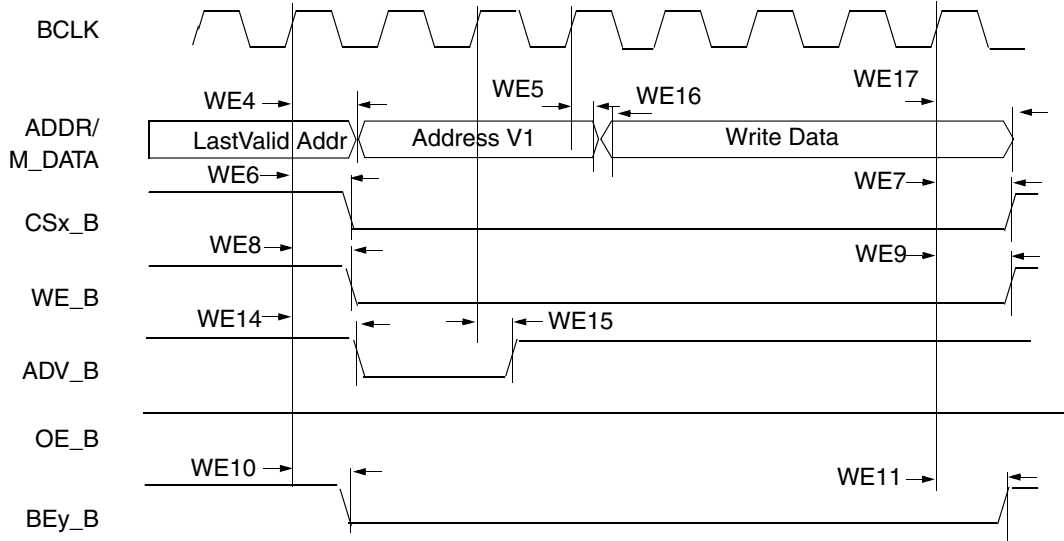 BCLK
WE4
WE5
WE16
WE17
ADDR/
M_DATA
LastValid Addr
Address V1
Write Data
WE6
WE7
CSx_B
WE8
WE9
WE_B
WE14
WE15
ADV_B
OE_B
WE10
WE11
BEy_B